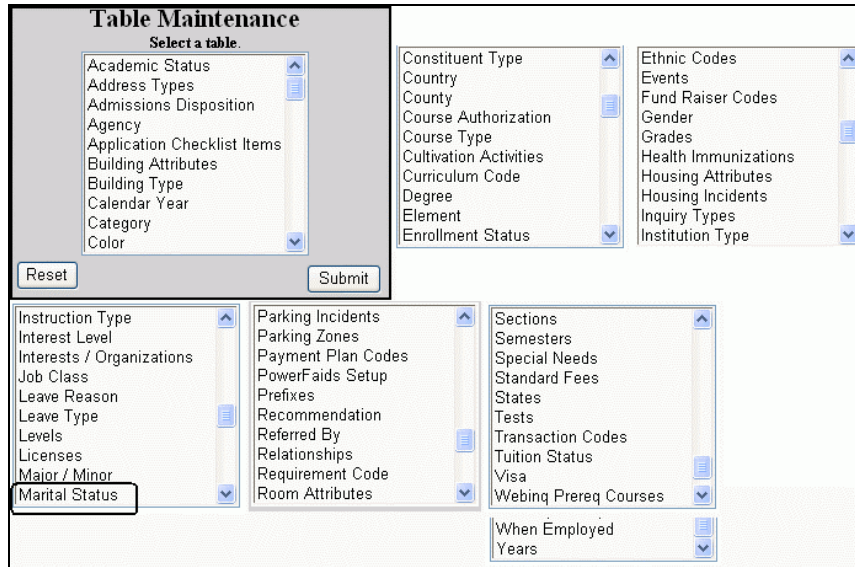 Table Maintenance
Select a table.
Academic Status
Address Types
Admissions Disposition
Agency
Application Checklist Items
Building Attributes
Building Type
Calendar Year
Category
Color
Reset
Submit
Constituent Type
Country
County
Course Authorization
Course Type
Cultivation Activities
Curriculum Code
Degree
Element
Enrollment Status
Ethnic Codes
Events
Fund Raiser Codes
Gender
Grades
Health Immunizations
Housing Attributes
Housing Incidents
Inquiry Types
Institution Type
Instruction Type
Interest Level
Interests / Organizations
Job Class
Leave Reason
Leave Type
Levels
Licenses
Major / Minor
Marital Status
Parking Incidents
Parking Zones
Payment Plan Codes
PowerFaids Setup
Prefixes
Recommendation
Referred By
Relationships
Requirement Code
Room Attributes
Sections
Semesters
Special Needs
Standard Fees
States
Tests
Transaction Codes
Tuition Status
Visa
Webinq Prereq Courses
When Employed
Years